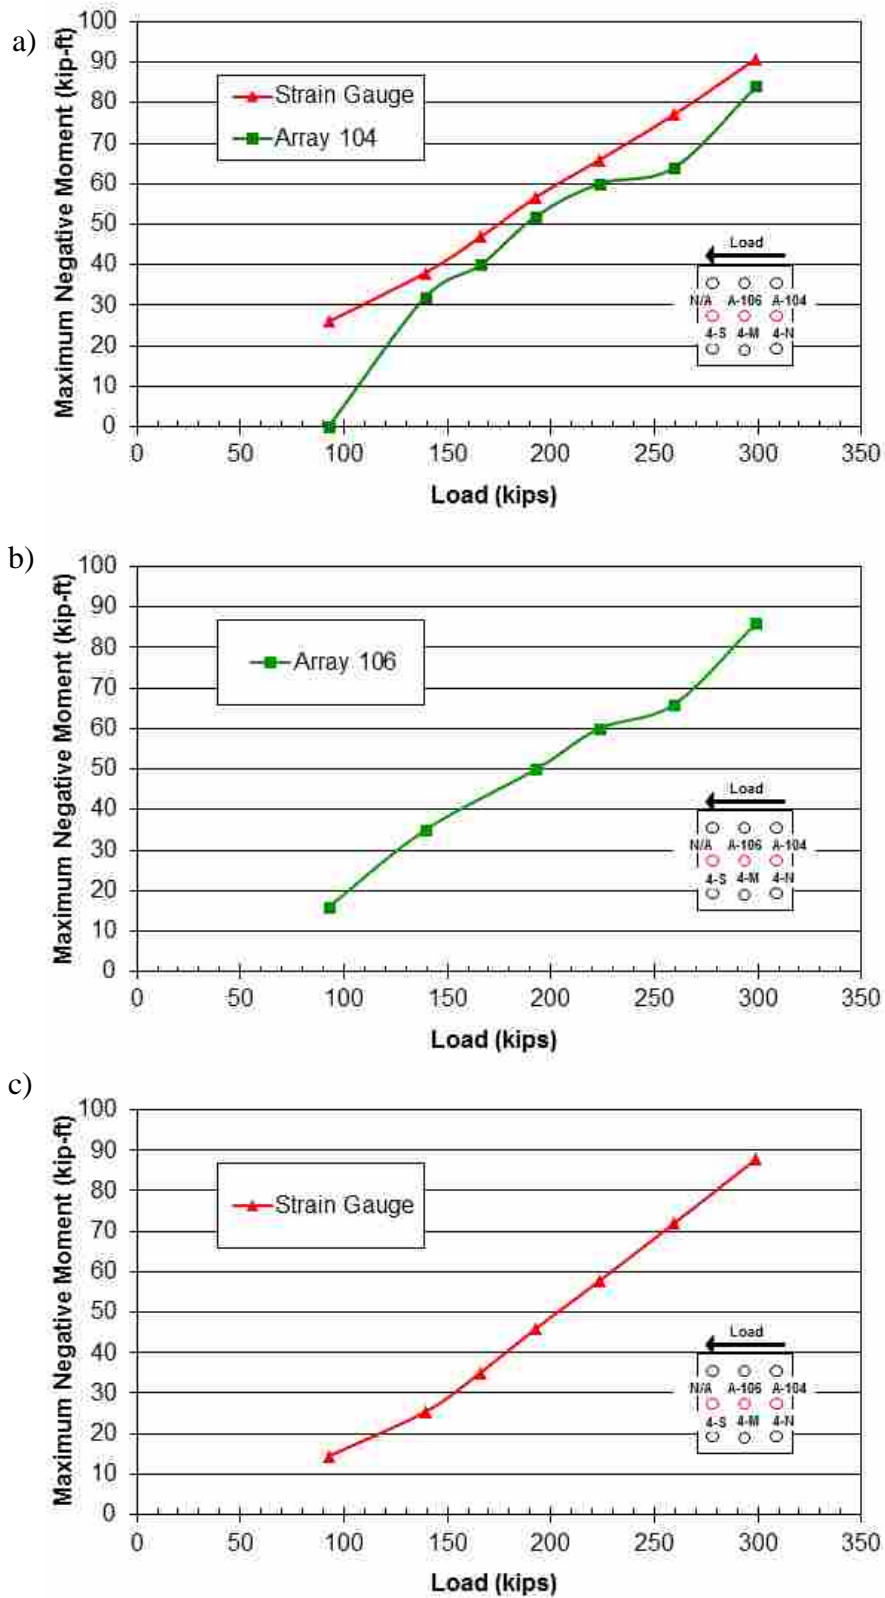 a)
Maximum Negative Moment (kip-ft)
100
90
80
70
60
50
40
30
20
10
0
Strain Gauge
Array 104
Load
N/A A-106 A-104
4-S 4-M 4-N
0 50 100 150 200 250 300 350
Load (kips)
b)
Maximum Negative Moment (kip-ft)
100
90
80
70
60
50
40
30
20
10
0
Array 106
Load
N/A A-106 A-104
4-S 4-M 4-N
0 50 100 150 200 250 300 350
Load (kips)
c)
Maximum Negative Moment (kip-ft)
100
90
80
70
60
50
40
30
20
10
0
Strain Gauge
Load
N/A A-106 A-104
4-S 4-M 4-N
0 50 100 150 200 250 300 350
Load (kips)